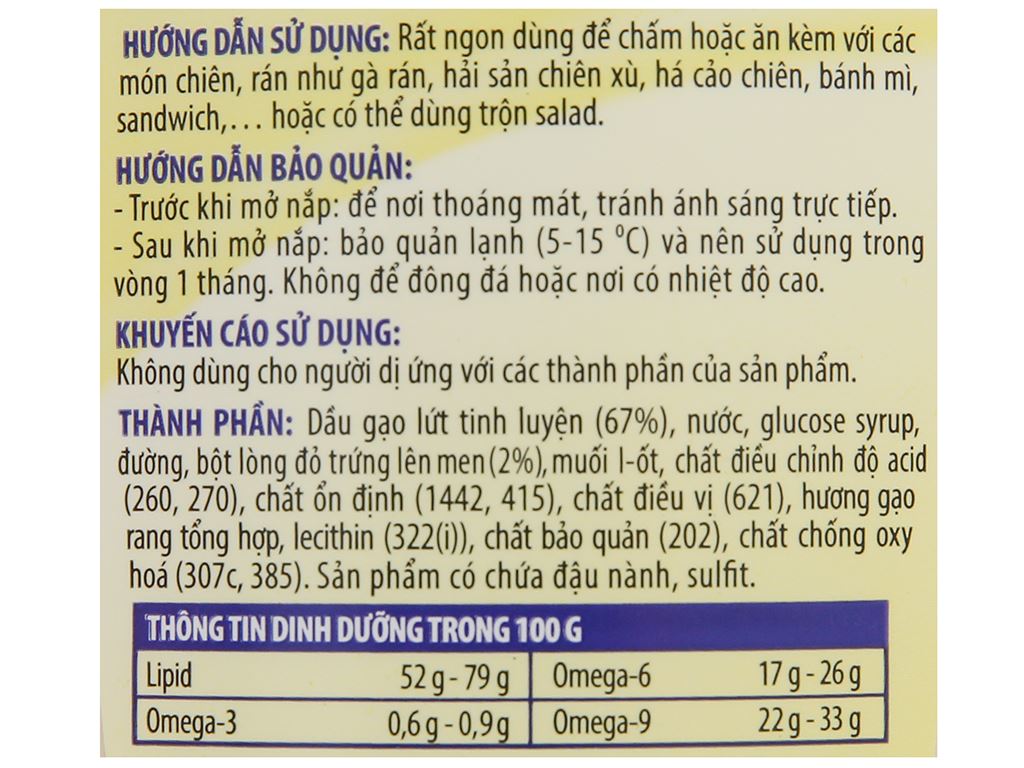 HƯỚNG DẪN SỬ DỤNG: Rất ngon dùng để chấm hoặc ăn kèm với các
món chiên, rán như gà rán, hải sản chiên xù, há cảo chiên, bánh mì,
sandwich,... hoặc có thể dùng trộn salad.
HƯỚNG DẪN BẢO QUẢN:
- Trước khi mở nắp: để nơi thoáng mát, tránh ánh sáng trực tiếp.
- Sau khi mở nắp: bảo quản lạnh (5-15 ⁰C) và nên sử dụng trong
vòng 1 tháng. Không để đông đá hoặc nơi có nhiệt độ cao.
KHUYẾN CÁO SỬ DỤNG:
Không dùng cho người dị ứng với các thành phần của sản phẩm.
THÀNH PHẦN: Dầu gạo lứt tinh luyện (67%), nước, glucose syrup,
đường, bột lòng đỏ trứng lên men (2%), muối I-ốt, chất điều chỉnh độ acid
(260, 270), chất ổn định (1442, 415), chất điều vị (621), hương gạo
rang tổng hợp, lecithin (322(i)), chất bảo quản (202), chất chống oxy
hoá (307c, 385). Sản phẩm có chứa đậu nành, sulfit.
THÔNG TIN DINH DƯỠNG TRONG 100 G
Lipid 52 g - 79 g Omega-6 17 g - 26 g
Omega-3 0,6 g - 0,9 g Omega-9 22 g - 33 g